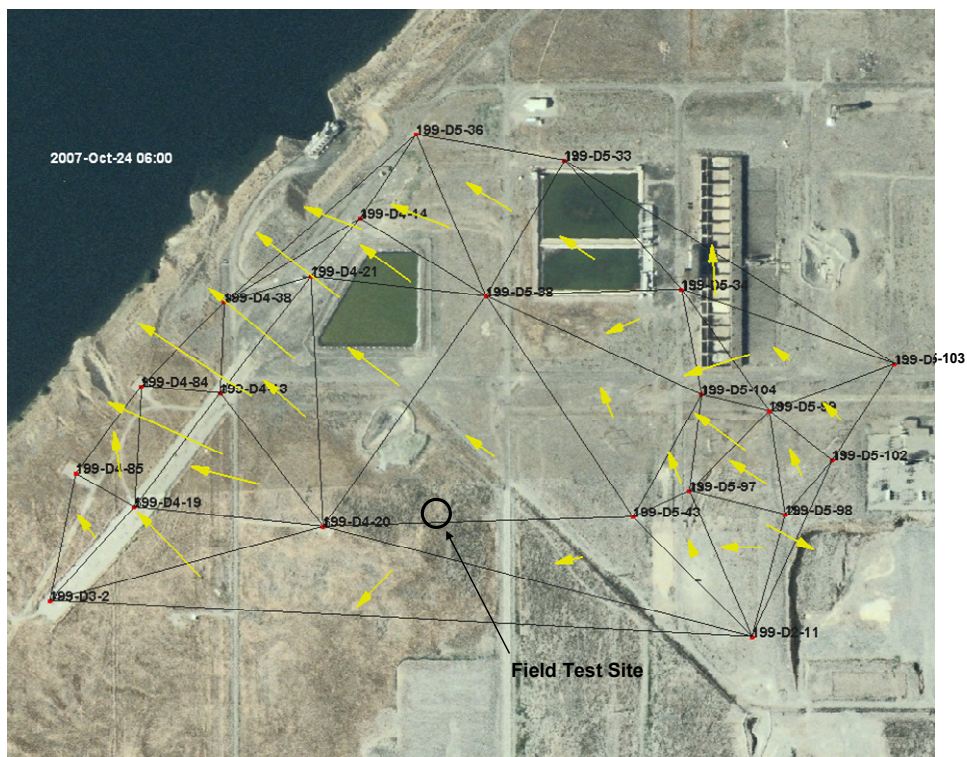 199-D5-36
199-D5-33
2007-Oct-24 06:00
199-D4-14
199-D4-21
199-D4-38
199-D5-38
199-D5-34
199-D5-103
199-D4-84
199-D4-13
199-D5-104
199-D5-99
199-D5-102
199-D4-85
199-D5-97
199-D4-19
199-D4-20
199-D5-43
199-D5-98
199-D3-2
199-D2-11
Field Test Site